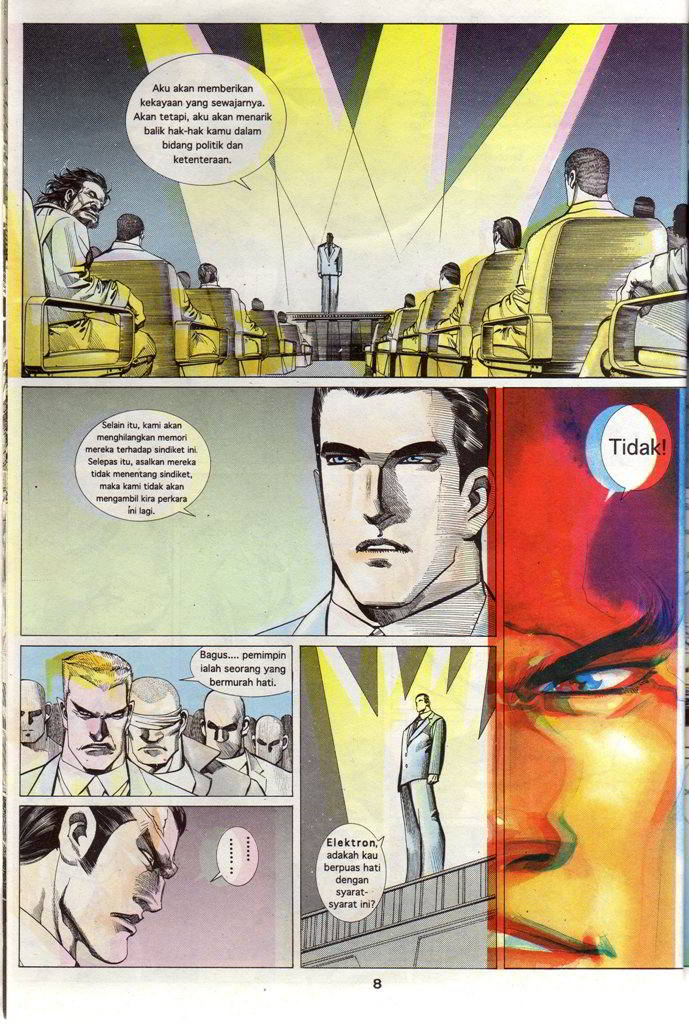 Aku akan memberikan
kekayaan yang sewajarnya.
Akan tetapi, aku akan menarik
balik hak-hak kamu dalam
bidang politik dan
ketenteraan.
Selain itu, kami akan
menghilangkan memori
mereka terhadap sindiket ini.
Selepas itu, asalkan mereka
tidak menentang sindiket,
maka kami tidak akan
mengambil kira perkara
ini lagi.
Tidak!
Bagus.... pemimpin
ialah seorang yang
bermurah hati.
Elektron,
adakah kau
berpuas hati
dengan
syarat-
syarat ini?
8